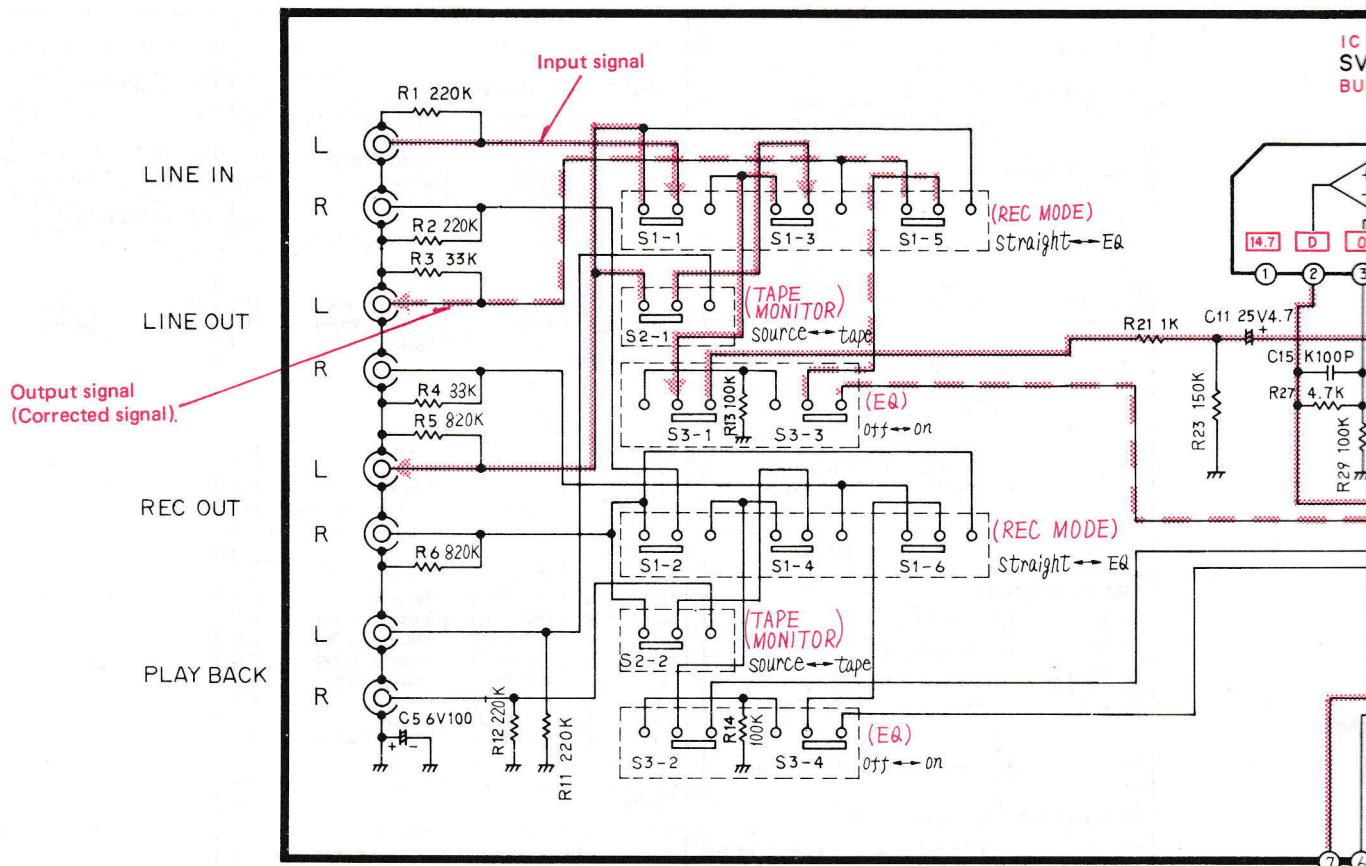 Input signal
IC
SV
BU
R1 220K
L
LINE IN
R
R2 220K
R3 33K
S1-1
S1-3
S1-5
(REC MODE)
Straight ↔ EQ
14.7
D
O
1
2
3
L
LINE OUT
S2-1
(TAPE MONITOR)
source ↔ tape
R21 1K
C11 25V4.7
+
C15 K100P
R27 4.7K
R
R4 33K
R5 820K
Output signal
(Corrected signal).
R13 100K
S3-1
S3-3
(EQ)
Off ↔ on
R23 150K
R29 100K
L
REC OUT
R
R6 820K
S1-2
S1-4
S1-6
(REC MODE)
Straight ↔ EQ
L
PLAY BACK
R
S2-2
(TAPE MONITOR)
source ↔ tape
C5 6V100
+ -
R12 220K
R11 220K
R14 100K
S3-2
S3-4
(EQ)
Off ↔ on
7